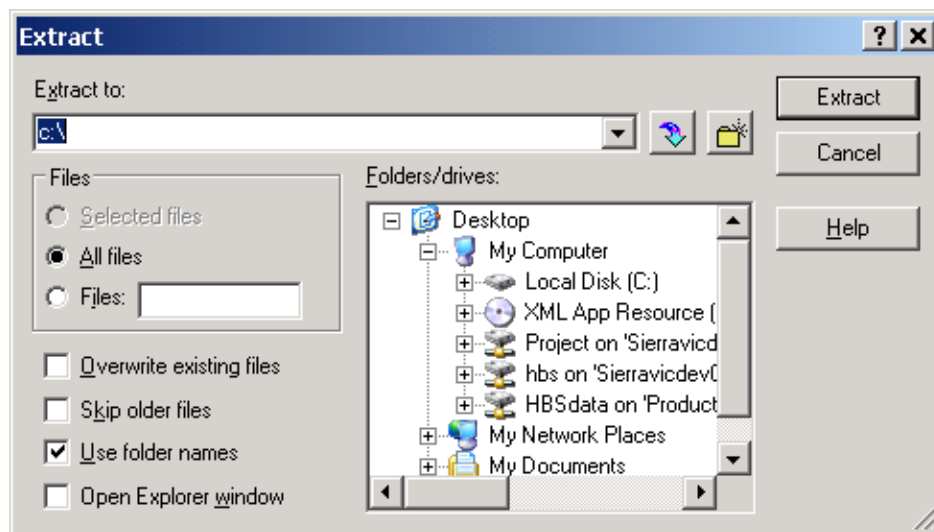 Extract
Extract to:
c:\
Extract
Cancel
Help
Files
Selected files
All files
Files:
Overwrite existing files
Skip older files
Use folder names
Open Explorer window
Folders/drives:
Desktop
My Computer
Local Disk (C:)
XML App Resource (
Project on 'Sierravicd
hbs on 'Sierravicdev
HBSdata on 'Product
My Network Places
My Documents